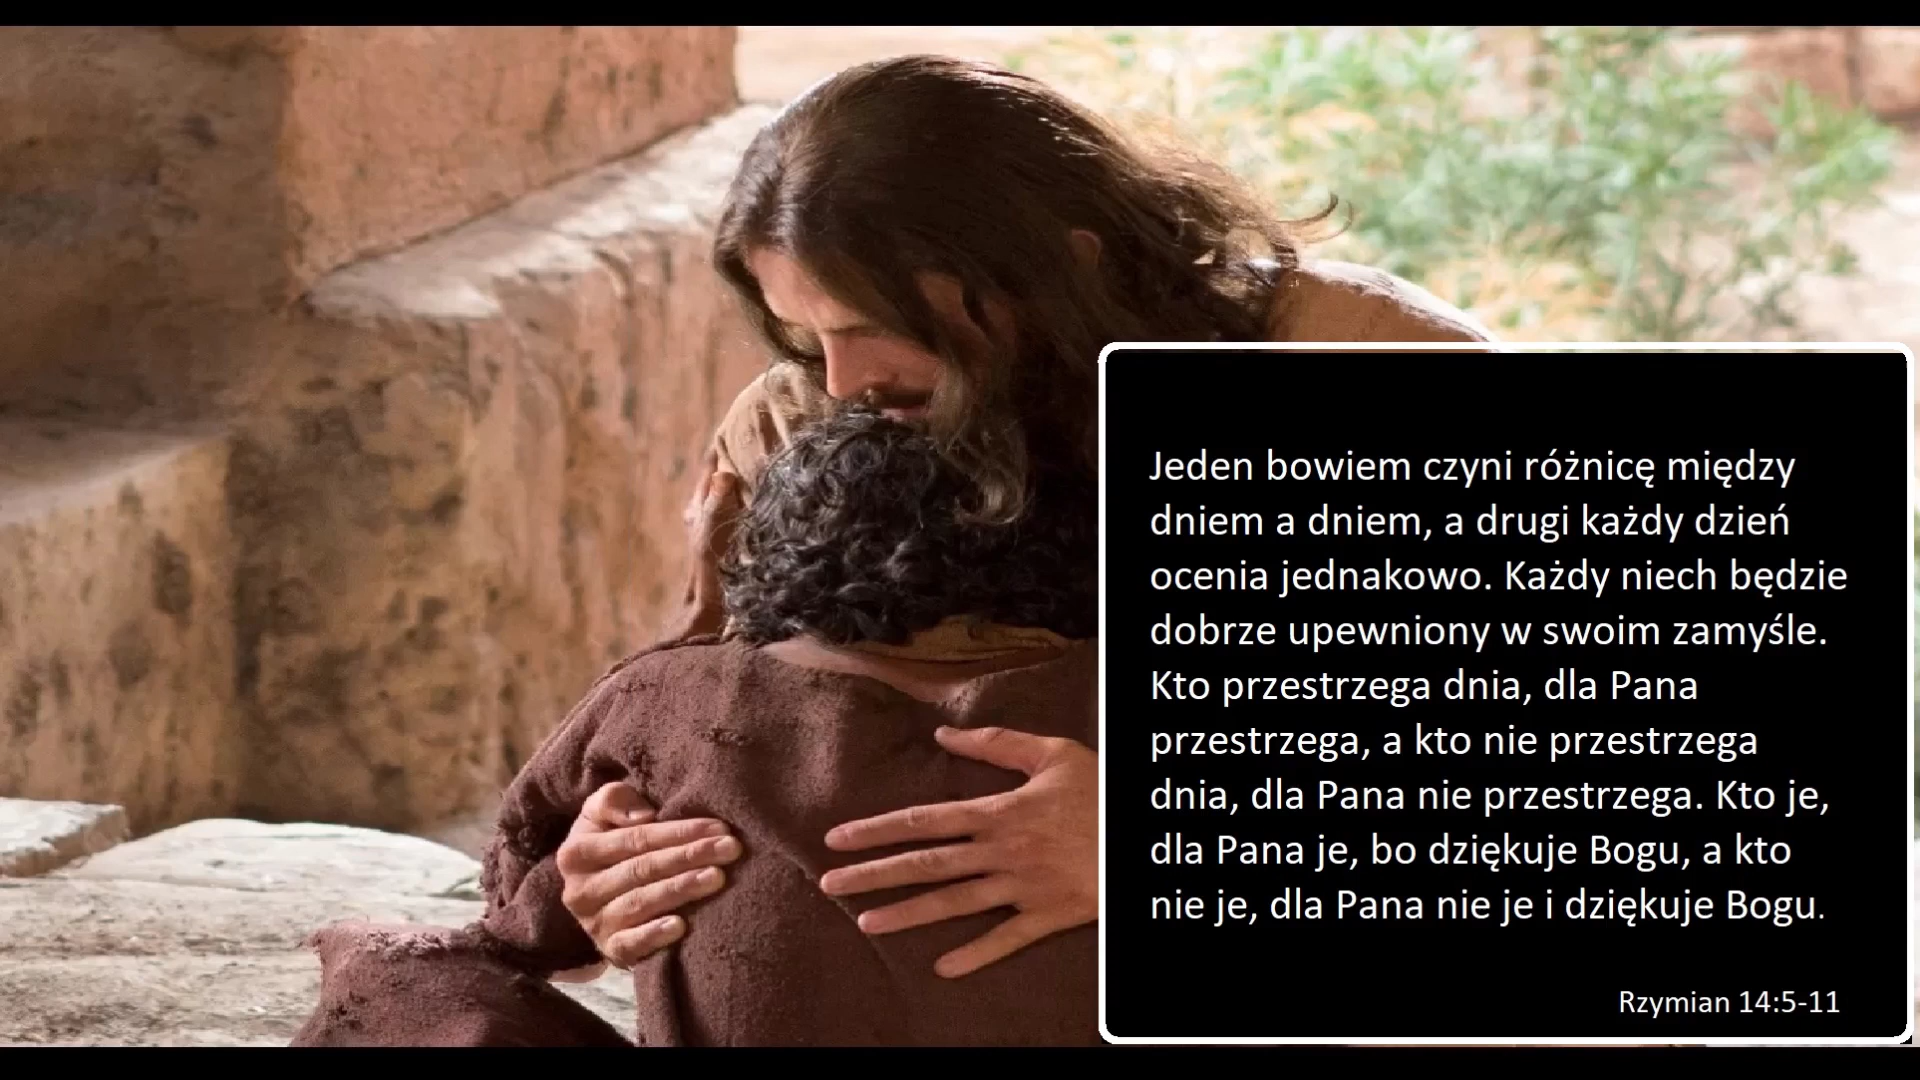 Jeden bowiem czyni różnicę między
dniem a dniem, a drugi każdy dzień
ocenia jednakowo. Każdy niech będzie
dobrze upewniony w swoim zamyśle.
Kto przestrzega dnia, dla Pana
przestrzega, a kto nie przestrzega
dnia, dla Pana nie przestrzega. Kto je,
dla Pana je, bo dziękuje Bogu, a kto
nie je, dla Pana nie je i dziękuje Bogu.
Rzymian 14:5-11